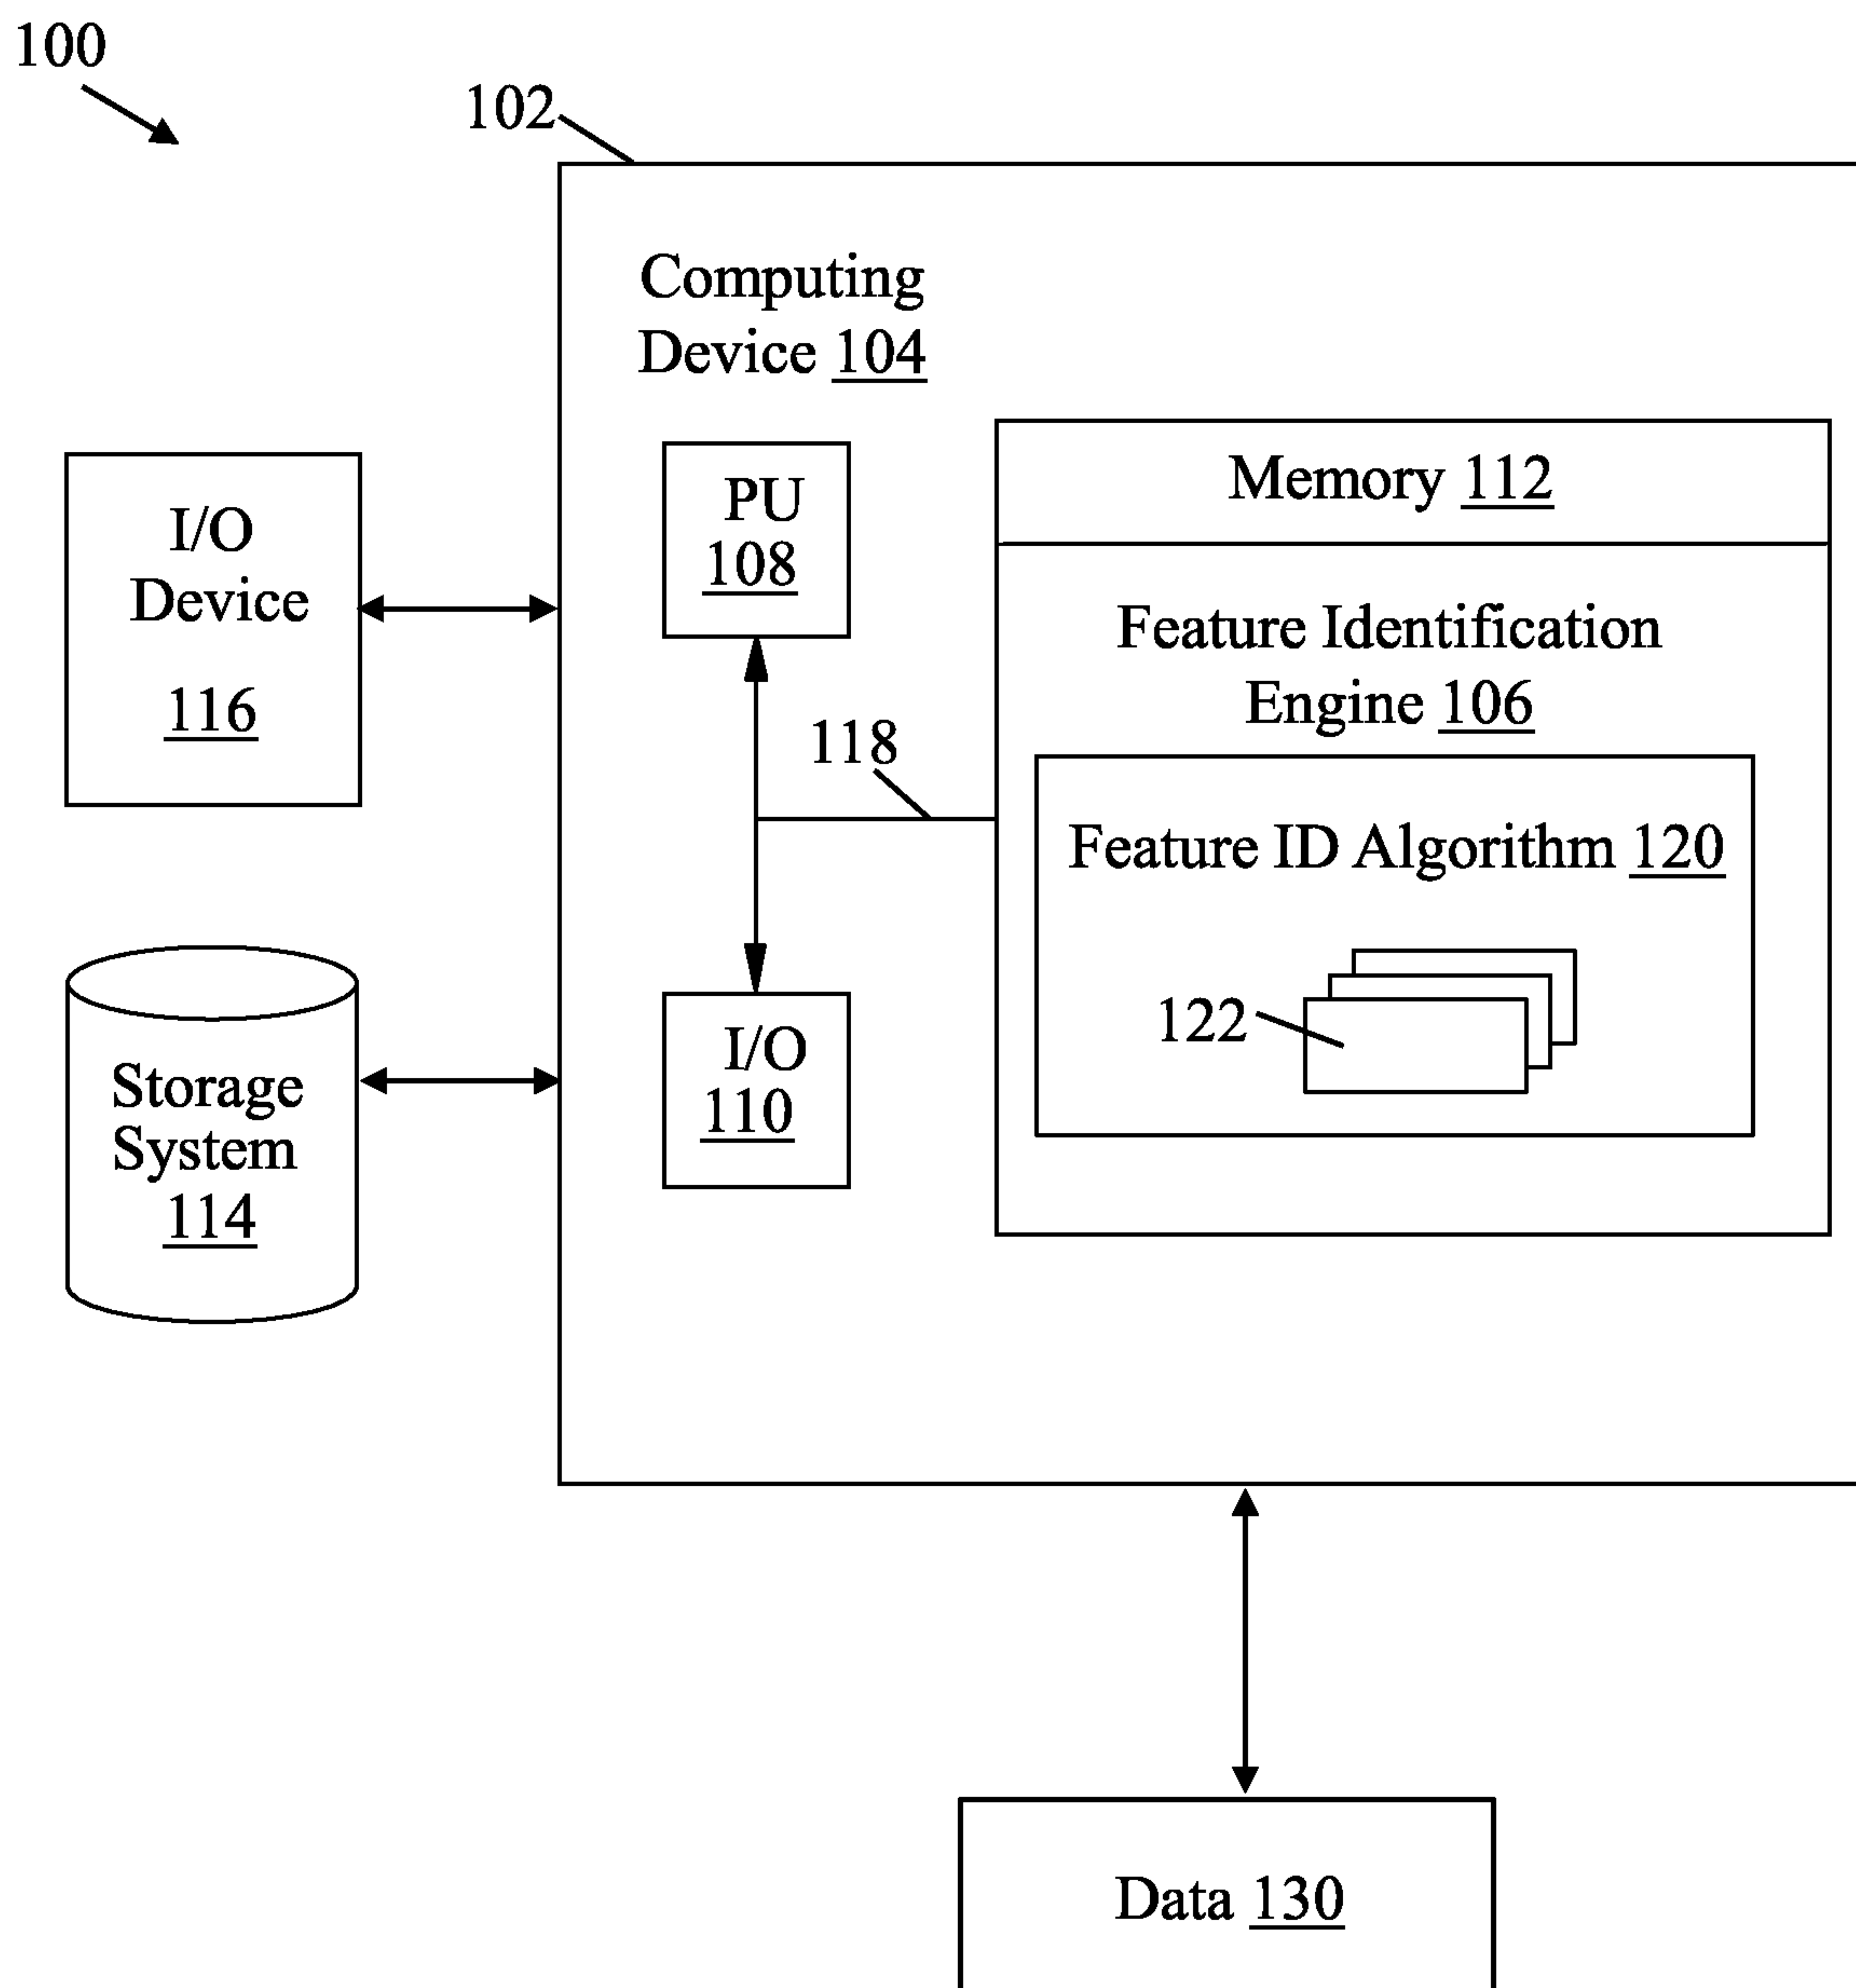 100
102
Computing
Device 104
I/O
Device
116
PU
108
Memory 112
Feature Identification
Engine 106
118
Feature ID Algorithm 120
122
I/O
110
Storage
System
114
Data 130